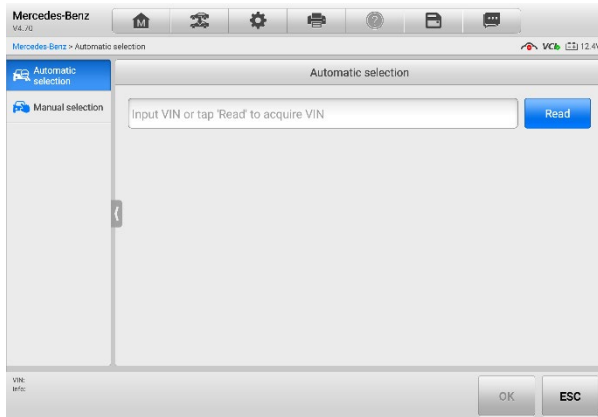 Mercedes-Benz
V4.70
Mercedes-Benz > Automatic selection
VCI 12.4V
Automatic selection
Manual selection
Automatic selection
Input VIN or tap 'Read' to acquire VIN
Read
VIN:
Info:
OK
ESC